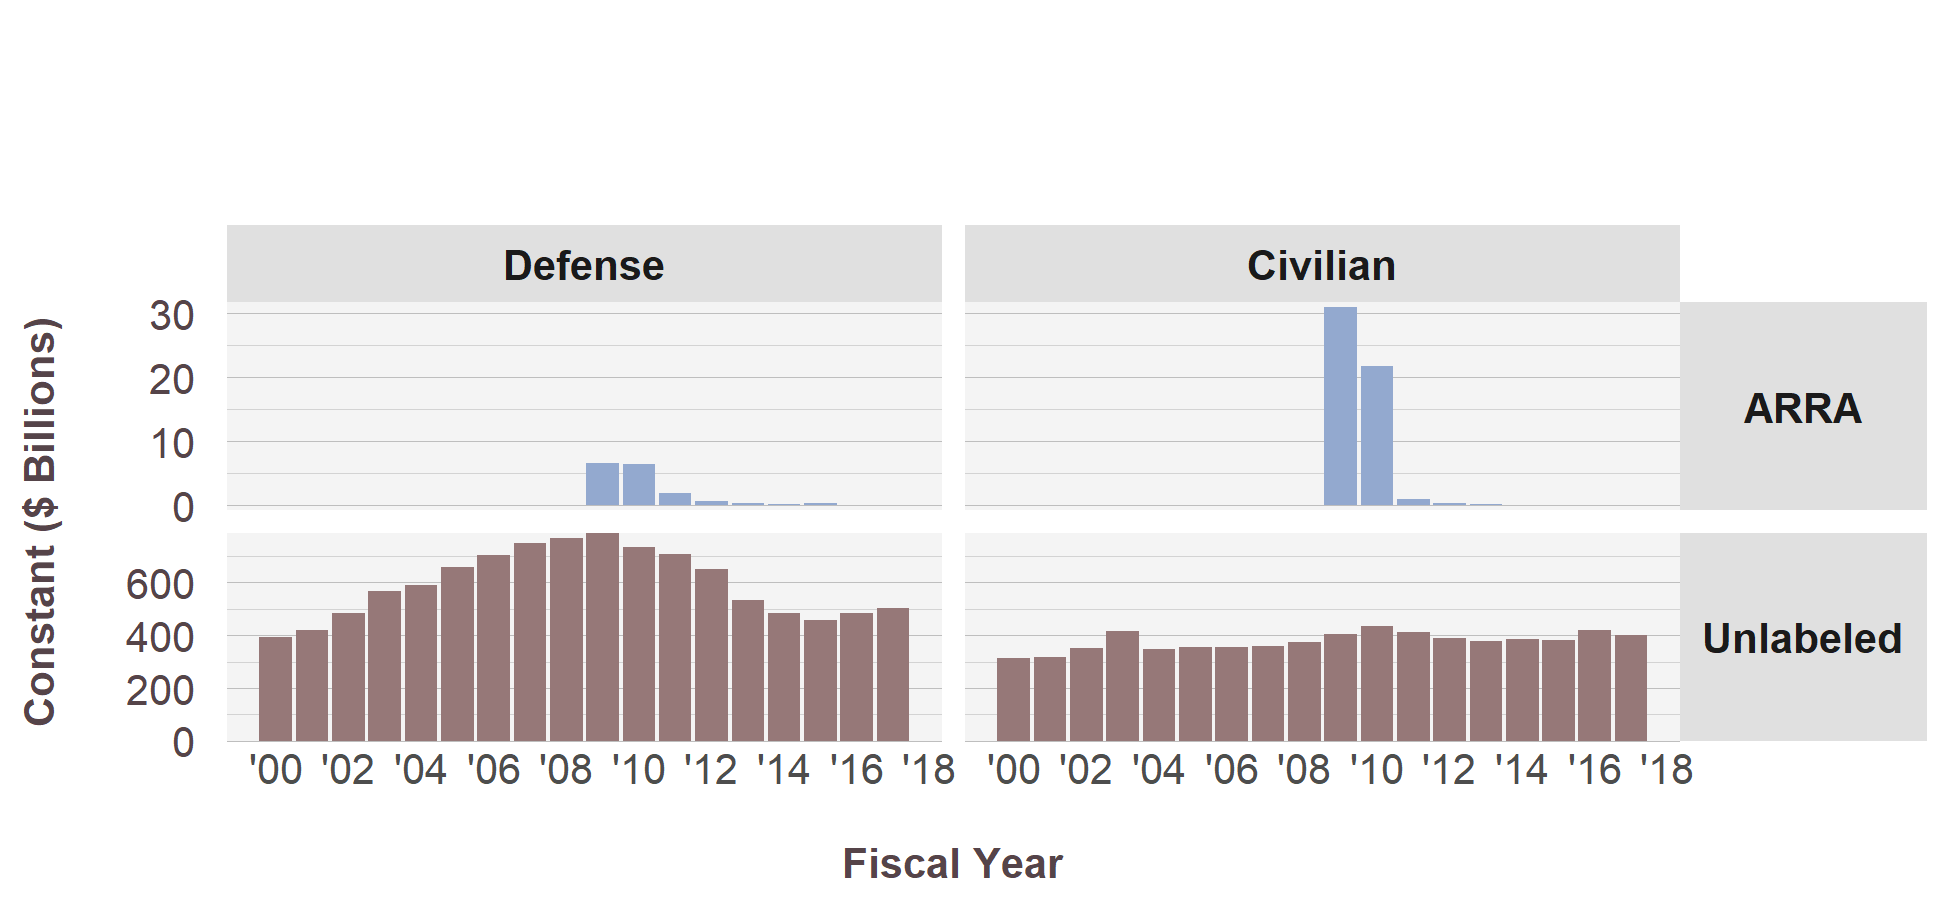 Defense
Civilian
30
20
10
0
ARRA
Constant ($ Billions)
600
400
200
0
Unlabeled
'00 '02 '04 '06 '08 '10 '12 '14 '16 '18
'00 '02 '04 '06 '08 '10 '12 '14 '16 '18
Fiscal Year